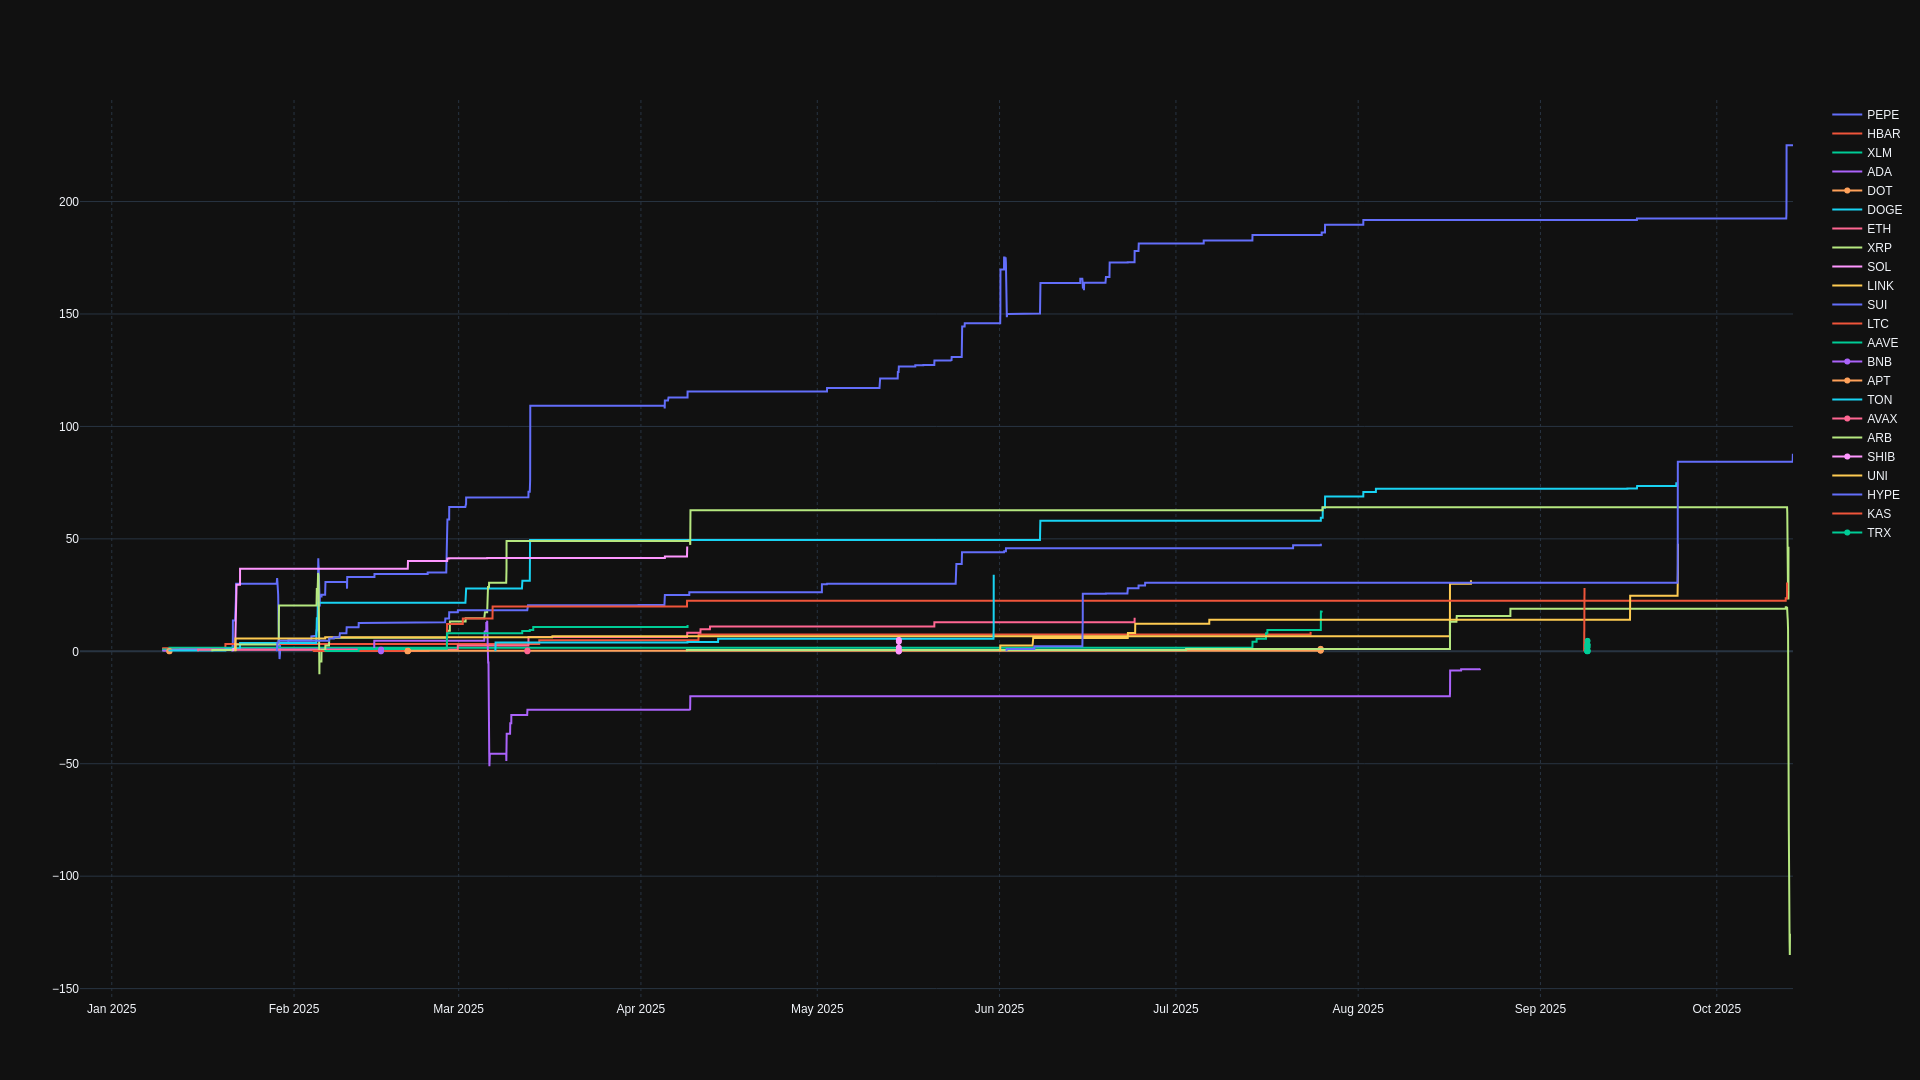 200
150
100
50
0
−50
−100
−150
Jan 2025
Feb 2025
Mar 2025
Apr 2025
May 2025
Jun 2025
Jul 2025
Aug 2025
Sep 2025
Oct 2025
PEPE
HBAR
XLM
ADA
DOT
DOGE
ETH
XRP
SOL
LINK
SUI
LTC
AAVE
BNB
APT
TON
AVAX
ARB
SHIB
UNI
HYPE
KAS
TRX